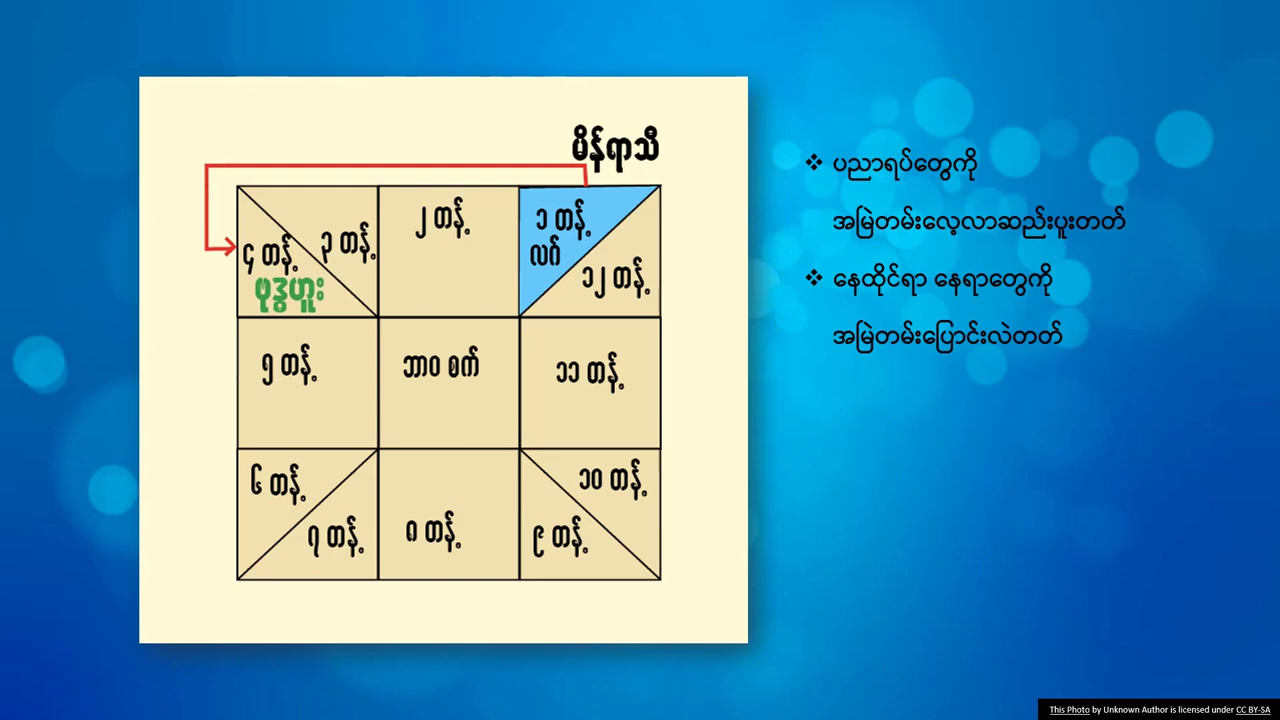 မိန်ရာသီ
၄ တန့်
ဗုဒ္ဓဟူး
၃ တန့်
၂ တန့်
၁ တန့်
လဂ်
၁၂ တန့်
၅ တန့်
ဘာဝ စက်
၁၁ တန့်
၆ တန့်
၇ တန့်
၈ တန့်
၉ တန့်
၁၀ တန့်
❖ ပညာရပ်တွေကို
အမြဲတမ်းလေ့လာဆည်းပူးတတ်
❖ နေထိုင်ရာ နေရာတွေကို
အမြဲတမ်းပြောင်းလဲတတ်
This Photo by Unknown Author is licensed under CC BY-SA